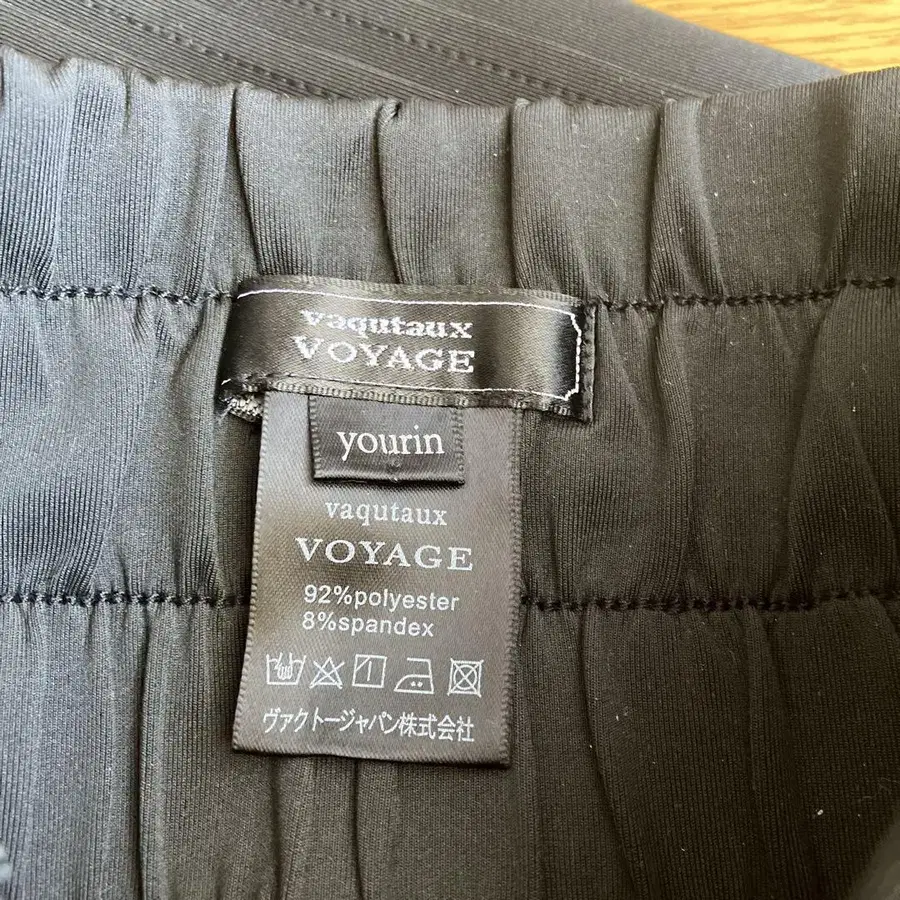 vaqutaux
VOYAGE
yourin
vaqutaux
VOYAGE
92%polyester
8%spandex
ヴァクトージャパン株式会社